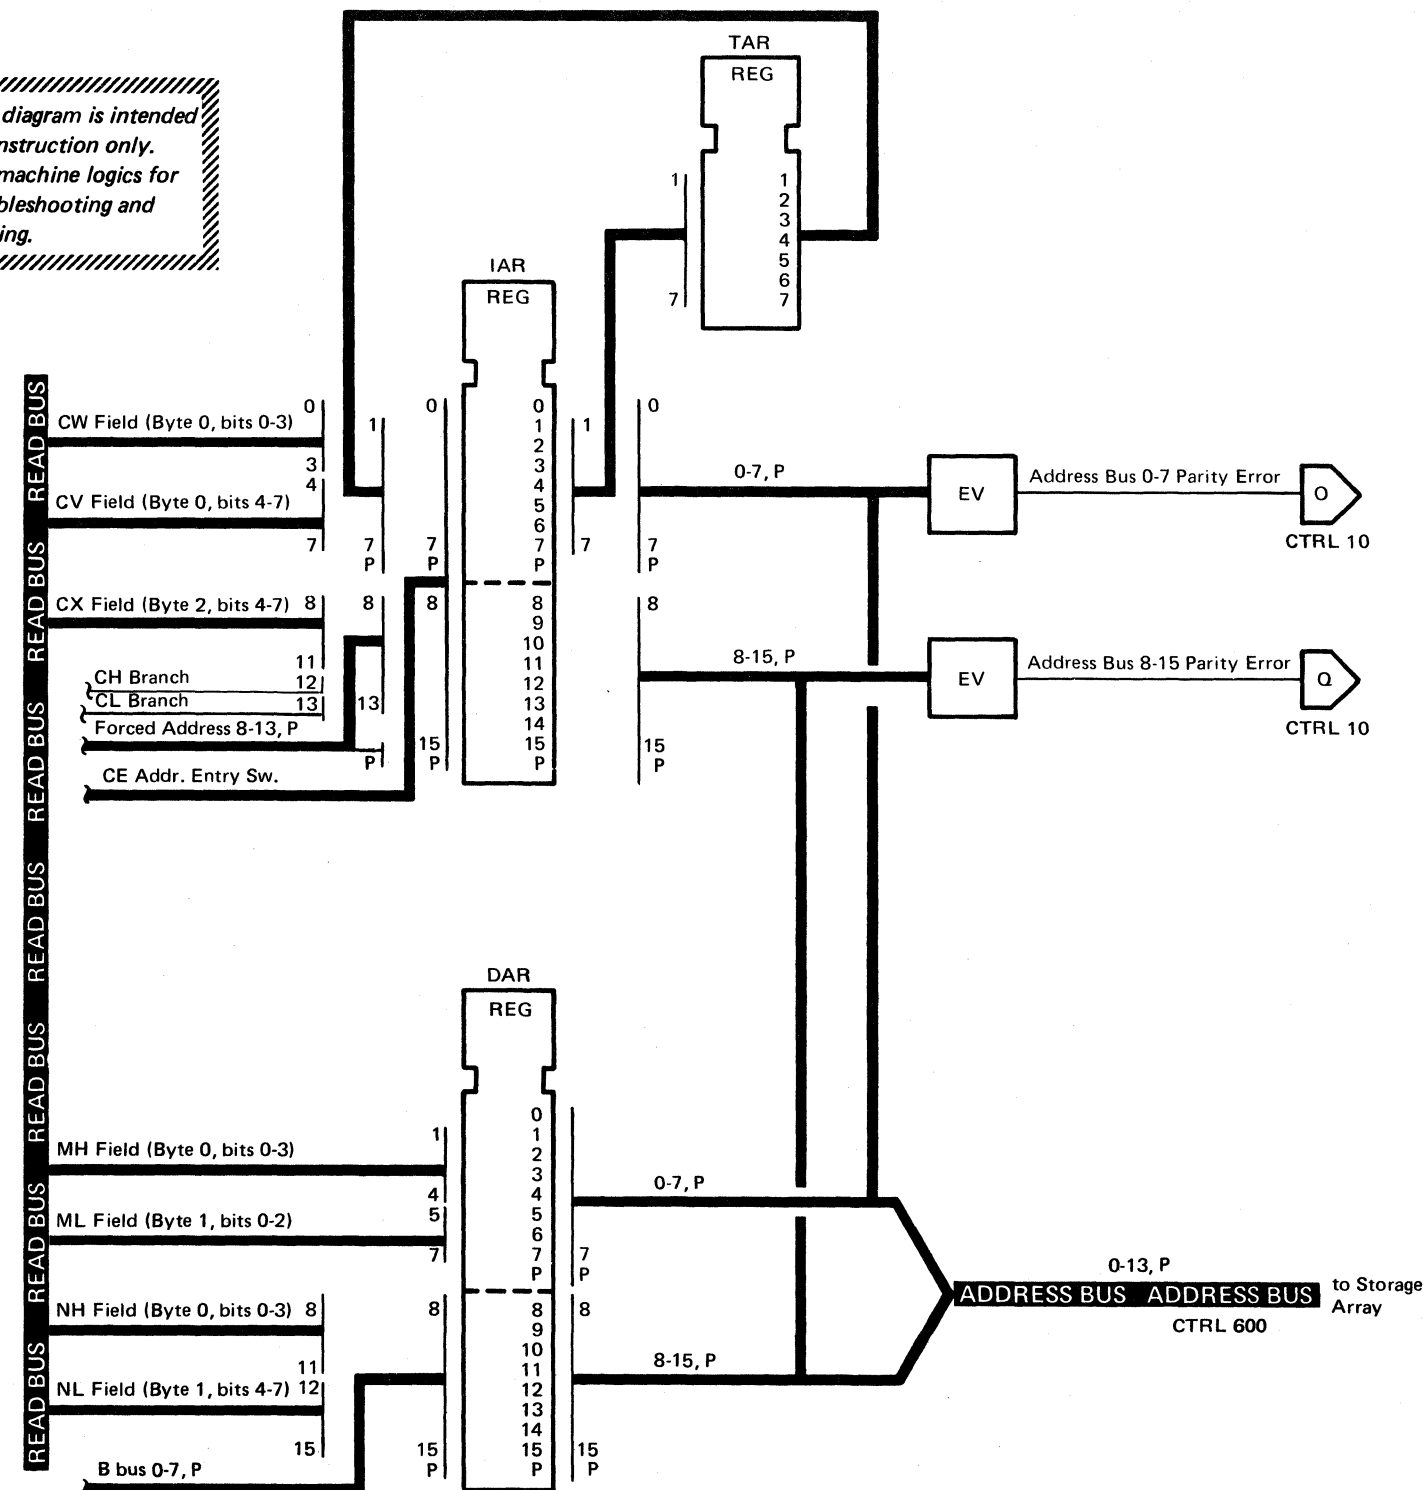 TAR
REG
diagram is intended
nstruction only.
machine logics for
bleshooting and
ing.
1
7
1
2
3
4
5
6
7
IAR
REG
READ BUS READ BUS READ BUS READ BUS READ BUS READ BUS READ BUS
CW Field (Byte 0, bits 0-3)
0
3
CV Field (Byte 0, bits 4-7)
4
7
CX Field (Byte 2, bits 4-7)
8
11
CH Branch
12
CL Branch
13
Forced Address 8-13, P
CE Addr. Entry Sw.
1
7
P
8
13
P
0
7
P
8
15
P
0
1
2
3
4
5
6
7
P
8
9
10
11
12
13
14
15
P
1
7
0
7
P
8
15
P
0-7, P
EV
Address Bus 0-7 Parity Error
O
CTRL 10
8-15, P
EV
Address Bus 8-15 Parity Error
Q
CTRL 10
DAR
REG
MH Field (Byte 0, bits 0-3)
1
4
ML Field (Byte 1, bits 0-2)
5
7
NH Field (Byte 0, bits 0-3)
8
11
NL Field (Byte 1, bits 4-7)
12
15
B bus 0-7, P
8
15
P
0
1
2
3
4
5
6
7
P
8
9
10
11
12
13
14
15
P
7
P
8
15
P
0-7, P
8-15, P
0-13, P
ADDRESS BUS ADDRESS BUS
to Storage
Array
CTRL 600